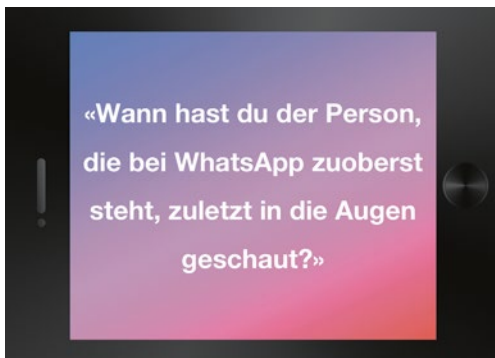 «Wann hast du der Person,
die bei WhatsApp zuoberst
steht, zuletzt in die Augen
geschaut?»